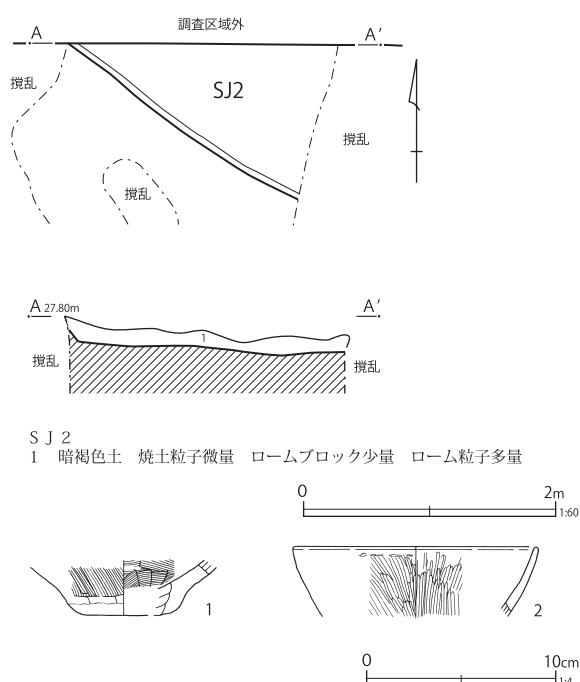 調査区域外
A A′
撹乱
SJ2
撹乱
撹乱
A 27.80m A′
1
撹乱 撹乱
ＳＪ２
1 暗褐色土 焼土粒子微量 ロームブロック少量 ローム粒子多量
0 2m
1:60
1 2
0 10cm
1:4